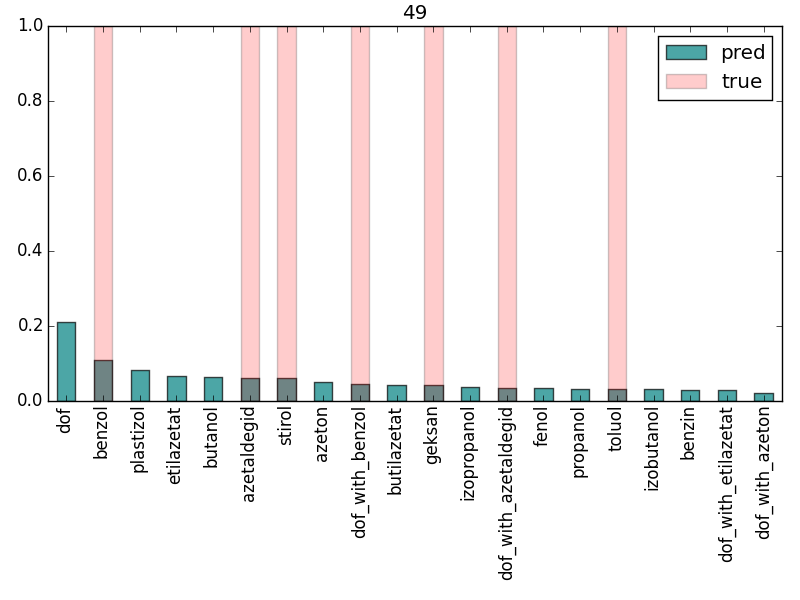 49
1.0
0.8
0.6
0.4
0.2
0.0
pred
true
dof
benzol
plastizol
etilazetat
butanol
azetaldegid
stirol
azeton
dof_with_benzol
butilazetat
geksan
izopropanol
dof_with_azetaldegid
fenol
propanol
toluol
izobutanol
benzin
dof_with_etilazetat
dof_with_azeton